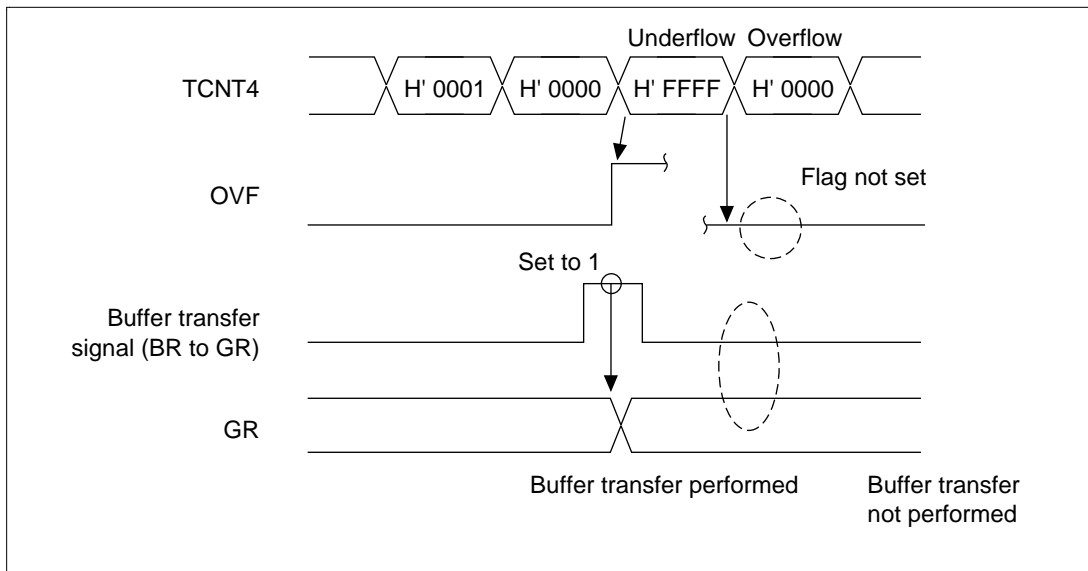 Underflow Overflow
TCNT4 H' 0001 H' 0000 H' FFFF H' 0000
Flag not set
OVF
Set to 1
Buffer transfer
signal (BR to GR)
GR
Buffer transfer performed
Buffer transfer
not performed